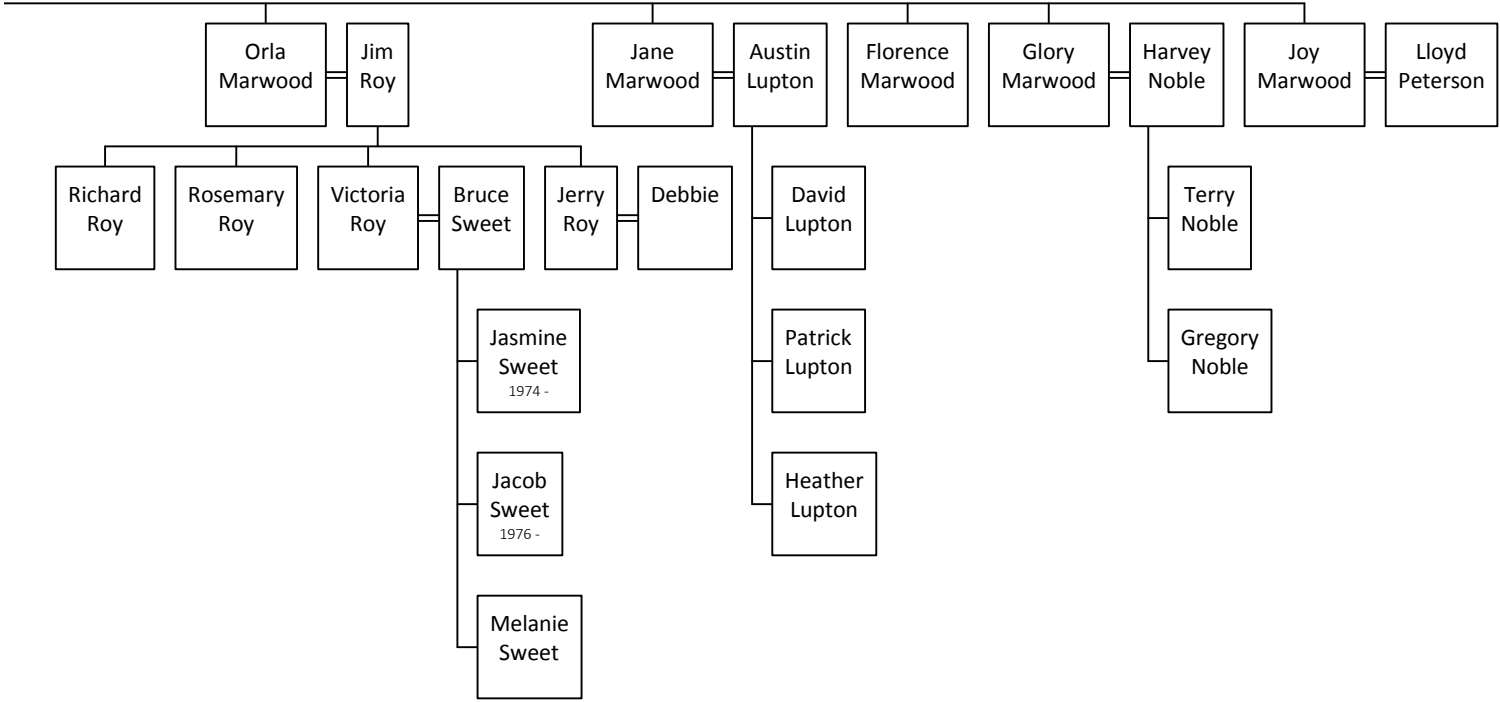 Orla
Marwood
Jim
Roy
Jane
Marwood
Austin
Lupton
Florence
Marwood
Glory
Marwood
Harvey
Noble
Joy
Marwood
Lloyd
Peterson
Richard
Roy
Rosemary
Roy
Victoria
Roy
Bruce
Sweet
Jerry
Roy
Debbie
David
Lupton
Terry
Noble
Jasmine
Sweet
1974 -
Patrick
Lupton
Gregory
Noble
Jacob
Sweet
1976 -
Heather
Lupton
Melanie
Sweet